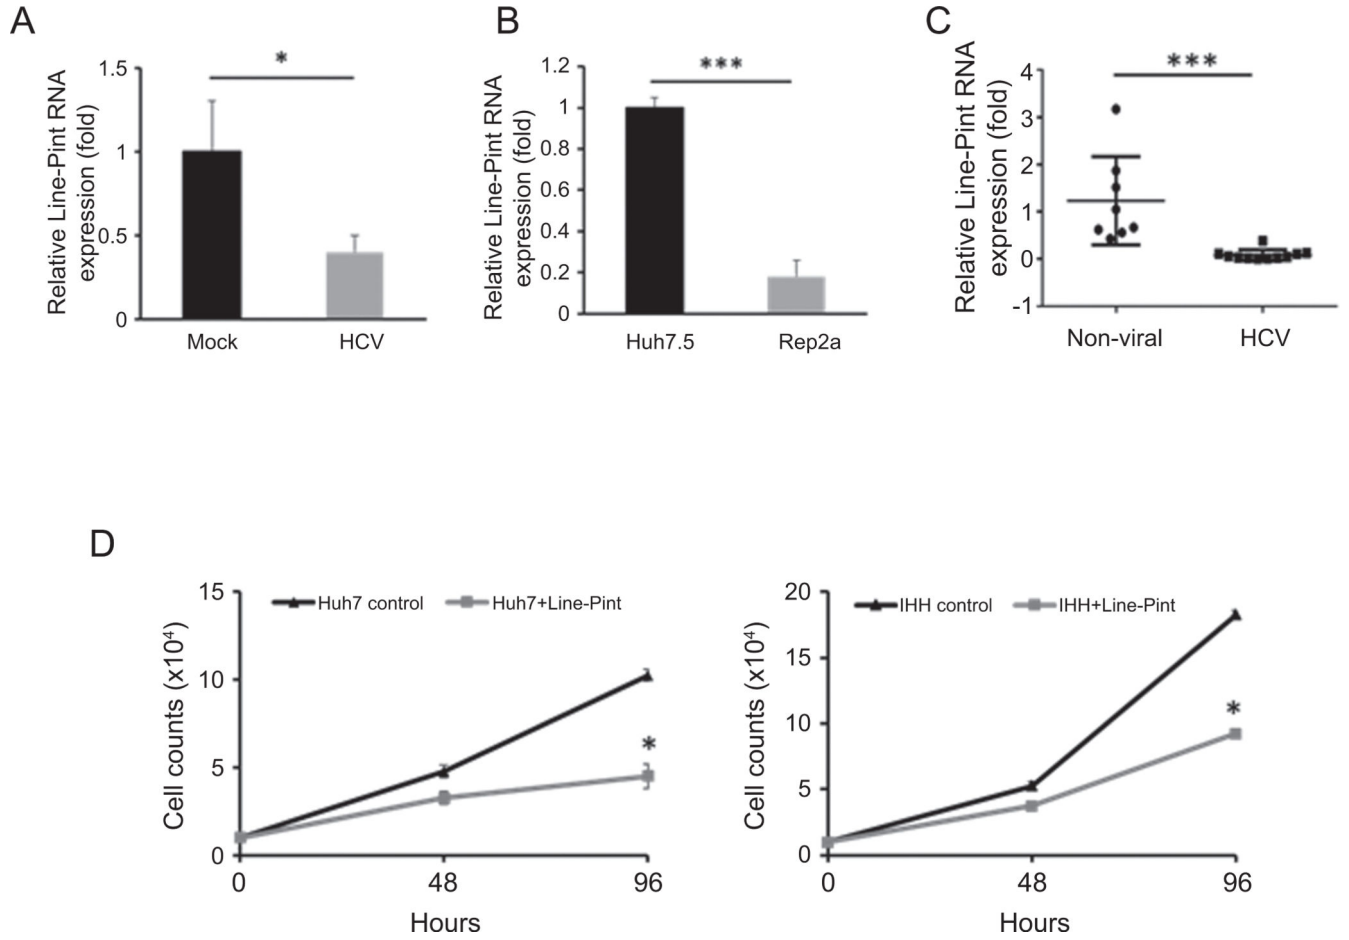 A
Relative Line-Pint RNA
expression (fold)
1.5
1
0.5
0
*
Mock
HCV
B
Relative Line-Pint RNA
expression (fold)
1.2
1
0.8
0.6
0.4
0.2
0
***
Huh7.5
Rep2a
C
Relative Line-Pint RNA
expression (fold)
4
3
2
1
0
-1
***
Non-viral
HCV
D
Cell counts (x10⁴)
15
10
5
0
Huh7 control
Huh7+Line-Pint
*
0
48
96
Hours
Cell counts (x10⁴)
20
15
10
5
0
IHH control
IHH+Line-Pint
*
0
48
96
Hours